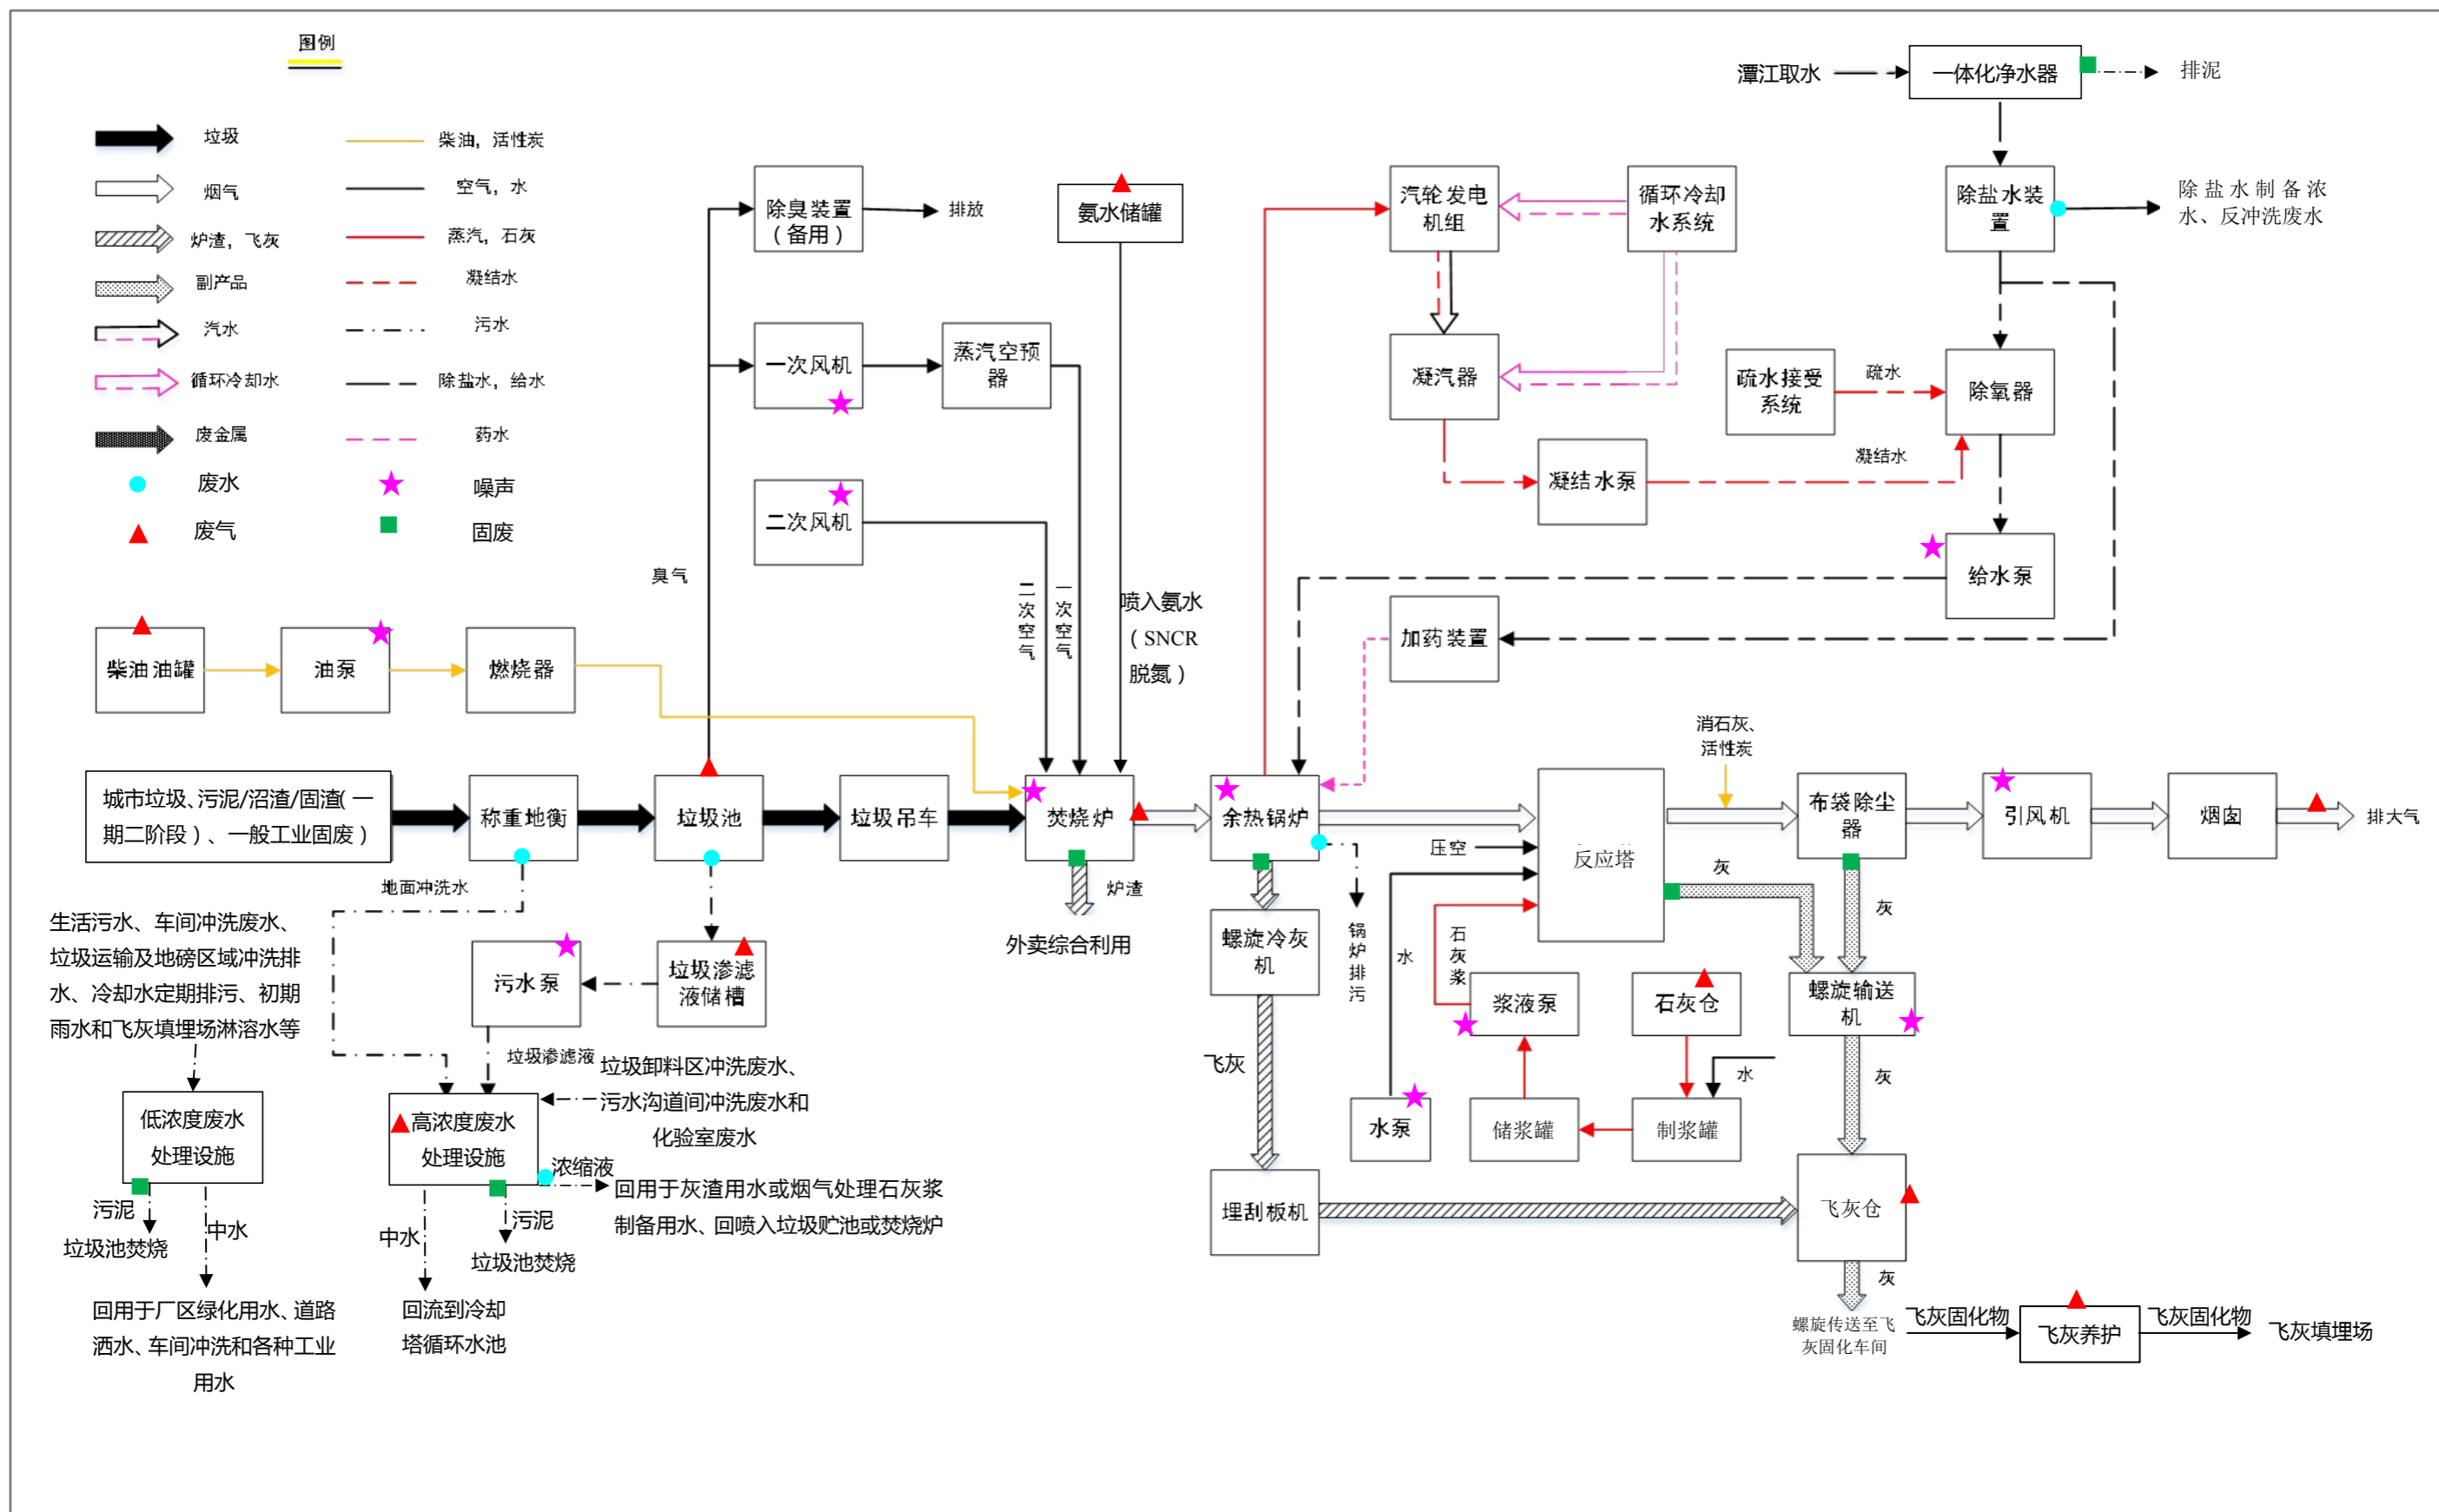 图例
垃圾
烟气
炉渣，飞灰
副产品
汽水
循环冷却水
废金属
废水
废气
柴油，活性炭
空气，水
蒸汽，石灰
凝结水
污水
除盐水，给水
药水
噪声
固废
潭江取水
一体化净水器
排泥
除臭装置
（备用）
排放
氨水储罐
汽轮发电
机组
循环冷却
水系统
除盐水装
置
除盐水制备浓
水、反冲洗废水
一次风机
蒸汽空预
器
凝汽器
疏水接受
系统
疏水
除氧器
凝结水泵
凝结水
二次风机
臭气
二次空气
一次空气
喷入氨水
（SNCR
脱氮）
给水泵
加药装置
柴油油罐
油泵
燃烧器
消石灰、
活性炭
城市垃圾、污泥/沼渣/固渣（一
期二阶段）、一般工业固废）
称重地衡
垃圾池
垃圾吊车
焚烧炉
余热锅炉
反应塔
布袋除尘
器
引风机
烟囱
排大气
压空
灰
灰
地面冲洗水
炉渣
外卖综合利用
锅炉排污
水
石灰浆
生活污水、车间冲洗废水、
垃圾运输及地磅区域冲洗排
水、冷却水定期排污、初期
雨水和飞灰填埋场淋溶水等
污水泵
垃圾渗滤
液储槽
螺旋冷灰
机
浆液泵
石灰仓
螺旋输送
机
垃圾渗滤液
垃圾卸料区冲洗废水、
污水沟道间冲洗废水和
化验室废水
飞灰
水
灰
低浓度废水
处理设施
高浓度废水
处理设施
水泵
储浆罐
制浆罐
浓缩液
回用于灰渣用水或烟气处理石灰浆
制备用水、回喷入垃圾贮池或焚烧炉
污泥
垃圾池焚烧
中水
中水
污泥
垃圾池焚烧
埋刮板机
飞灰仓
灰
回用于厂区绿化用水、道路
洒水、车间冲洗和各种工业
用水
回流到冷却
塔循环水池
螺旋传送至飞
灰固化车间
飞灰固化物
飞灰养护
飞灰固化物
飞灰填埋场